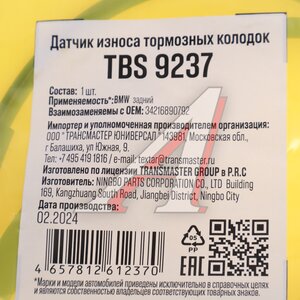 Датчик износа тормозных колодок
TBS 9237
Состав: 1 шт.
Применяемость*:BMW задний
Взаимозаменяемы с OEM: 34216890792
Импортер и уполномоченная производителем организация:
ООО "ТРАНСМАСТЕР ЮНИВЕРСАЛ" 143981, Московская обл.,
г. Балашиха, ул Южная, 9.
Тел: +7 495 419 1816 / e-mail: textar@transmaster.ru
Изготовлено по лицензии TRANSMASTER GROUP в P.R.C
Изготовитель: NINGBO PARTS CORPORATION CO., LTD Building
169, Kangzhuang South Road, Jiangbei District, Ningbo City
Дата производства:
02.2024
4 657812 612370
EAC
*Марки и модели автомобилей приведены исключительно в справочных целях
и являются собственностью владельцев соответствующих товарных знаков.